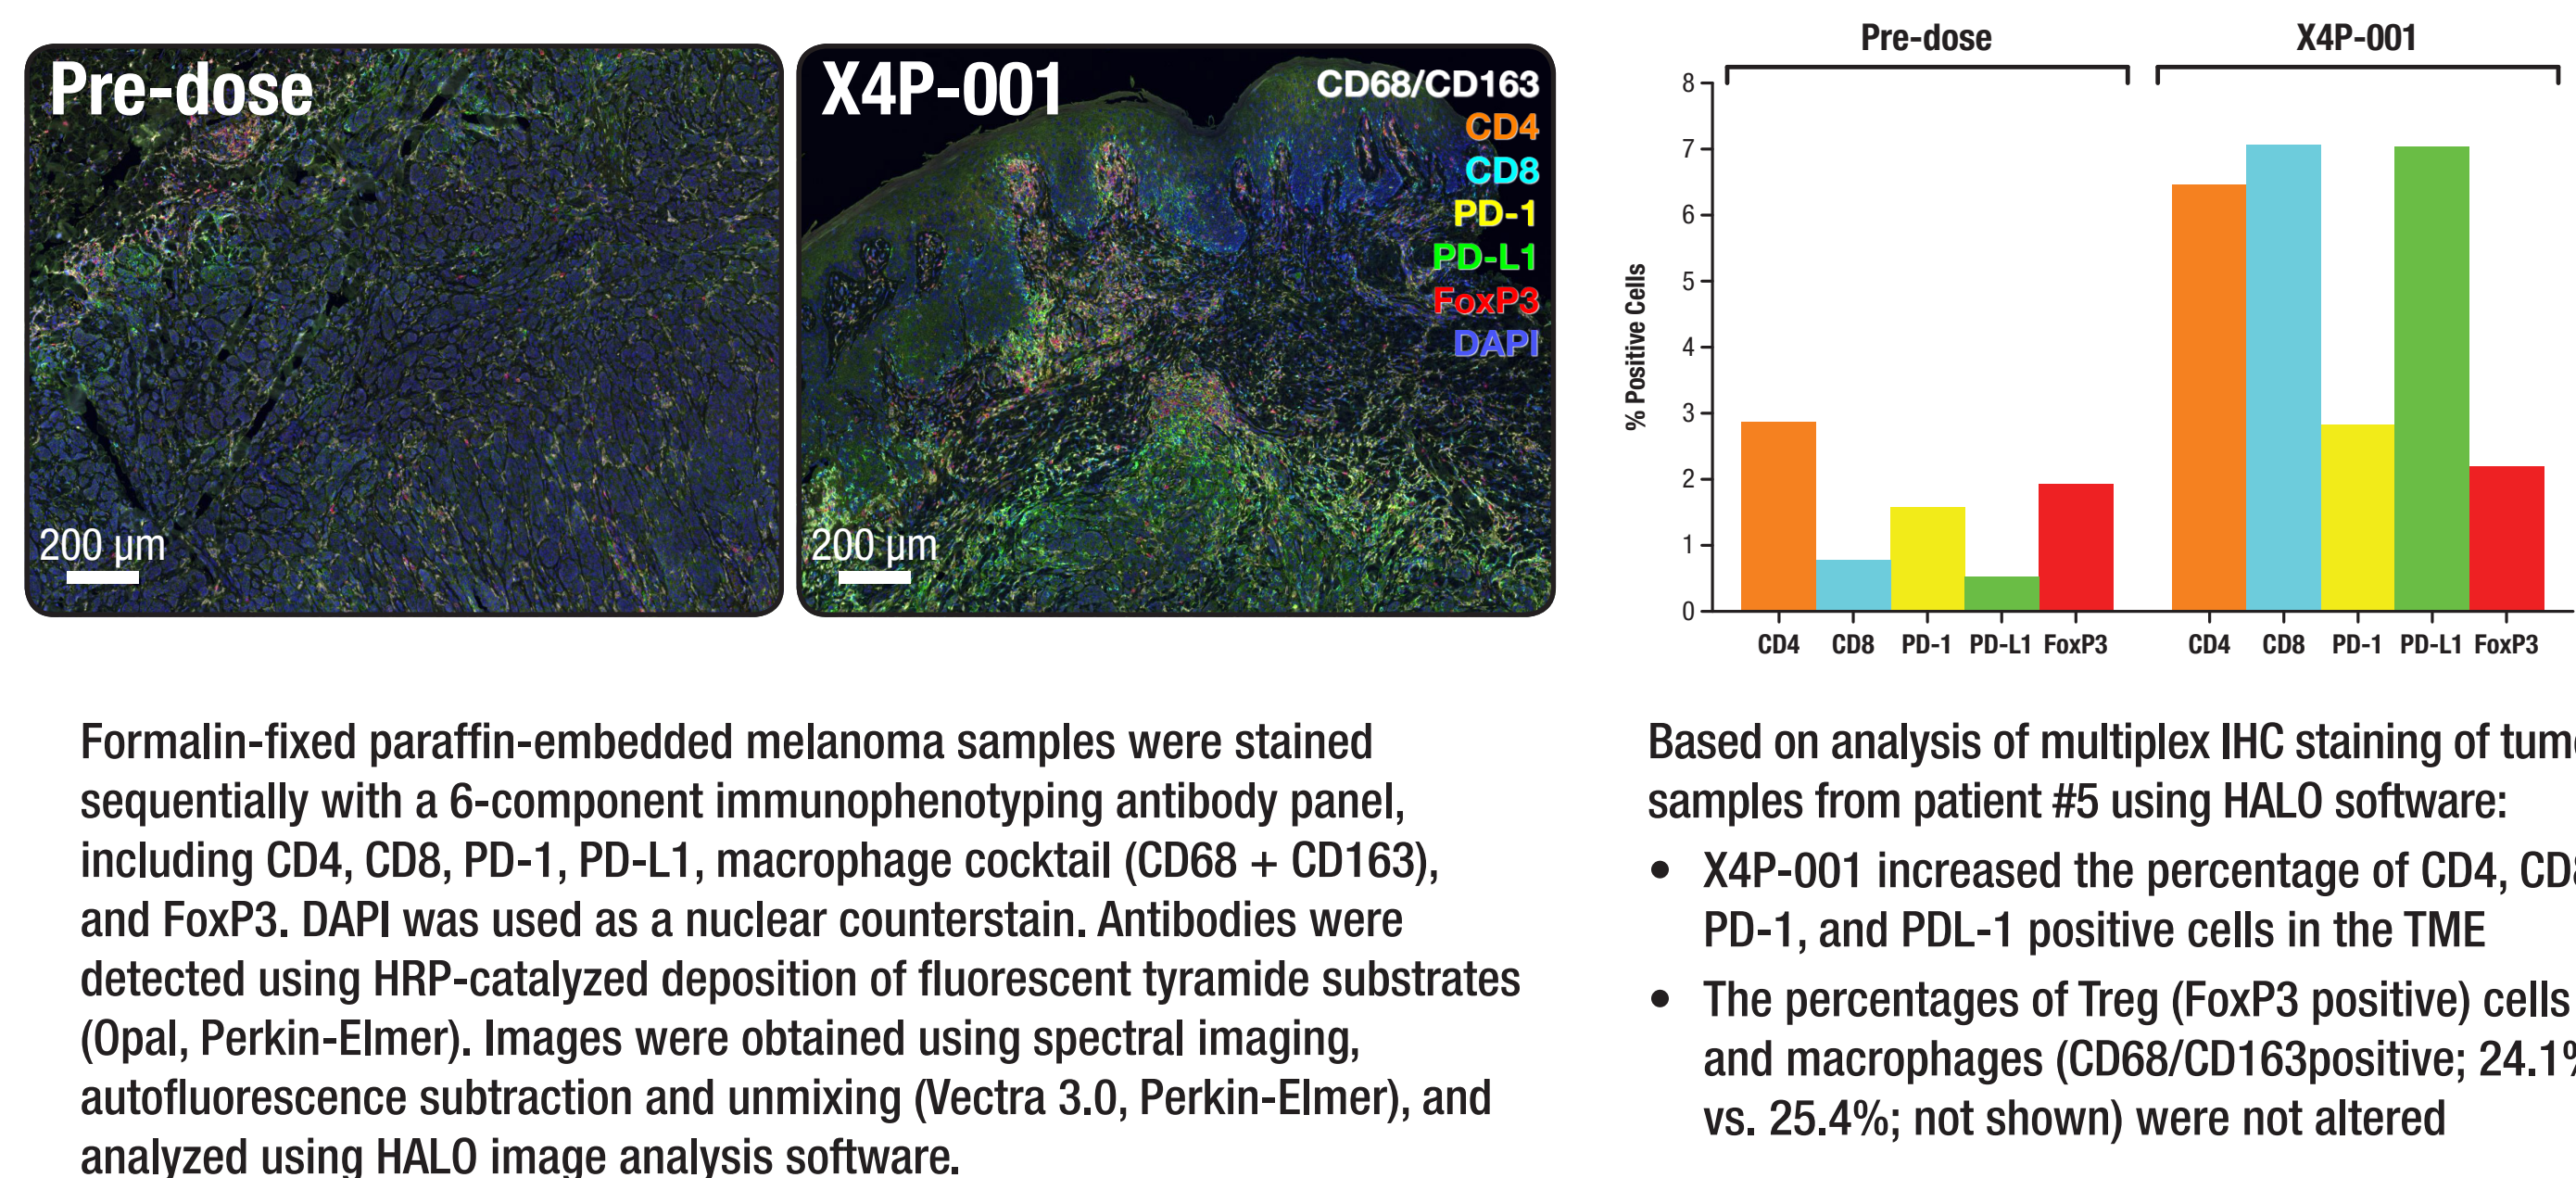 Pre-dose
200 µm
X4P-001
CD68/CD163
CD4
CD8
PD-1
PD-L1
FoxP3
DAPI
200 µm
Pre-dose
X4P-001
% Positive Cells
8
7
6
5
4
3
2
1
0
CD4 CD8 PD-1 PD-L1 FoxP3
CD4 CD8 PD-1 PD-L1 FoxP3
Formalin-fixed paraffin-embedded melanoma samples were stained
sequentially with a 6-component immunophenotyping antibody panel,
including CD4, CD8, PD-1, PD-L1, macrophage cocktail (CD68 + CD163),
and FoxP3. DAPI was used as a nuclear counterstain. Antibodies were
detected using HRP-catalyzed deposition of fluorescent tyramide substrates
(Opal, Perkin-Elmer). Images were obtained using spectral imaging,
autofluorescence subtraction and unmixing (Vectra 3.0, Perkin-Elmer), and
analyzed using HALO image analysis software.
Based on analysis of multiplex IHC staining of
samples from patient #5 using HALO software:
• X4P-001 increased the percentage of CD4,
PD-1, and PDL-1 positive cells in the TME
• The percentages of Treg (FoxP3 positive) cells
and macrophages (CD68/CD163positive; 24.1%
vs. 25.4%; not shown) were not altered